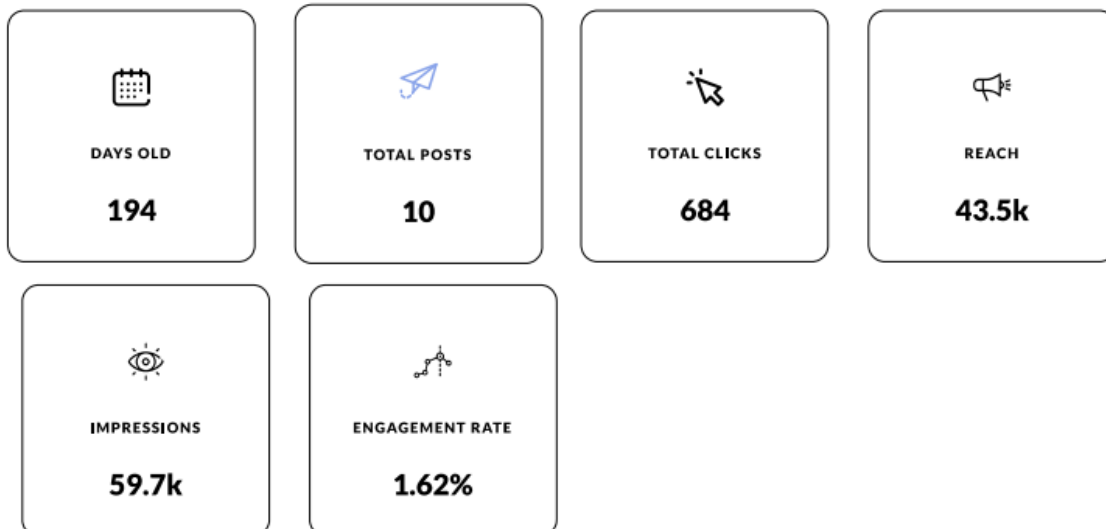 DAYS OLD
194
TOTAL POSTS
10
TOTAL CLICKS
684
REACH
43.5k
IMPRESSIONS
59.7k
ENGAGEMENT RATE
1.62%